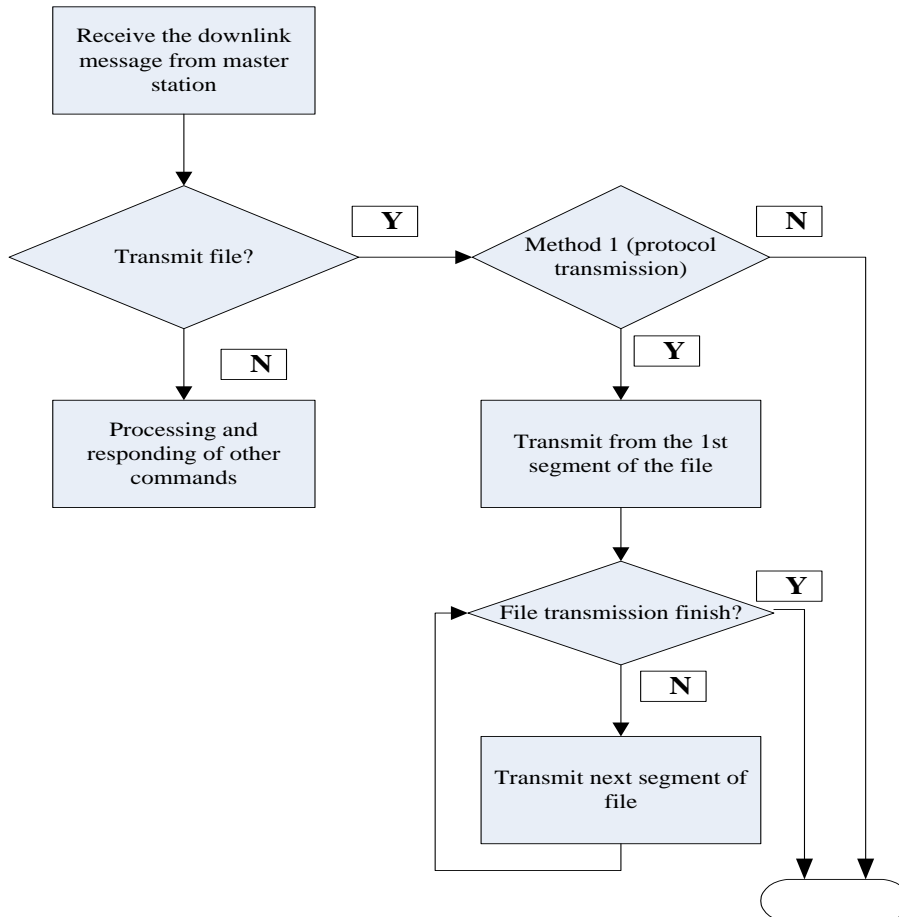 Receive the downlink
message from master
station
Transmit file?
Y
Method 1 (protocol
transmission)
N
N
Y
Processing and
responding of other
commands
Transmit from the 1st
segment of the file
File transmission finish?
Y
N
Transmit next segment of
file